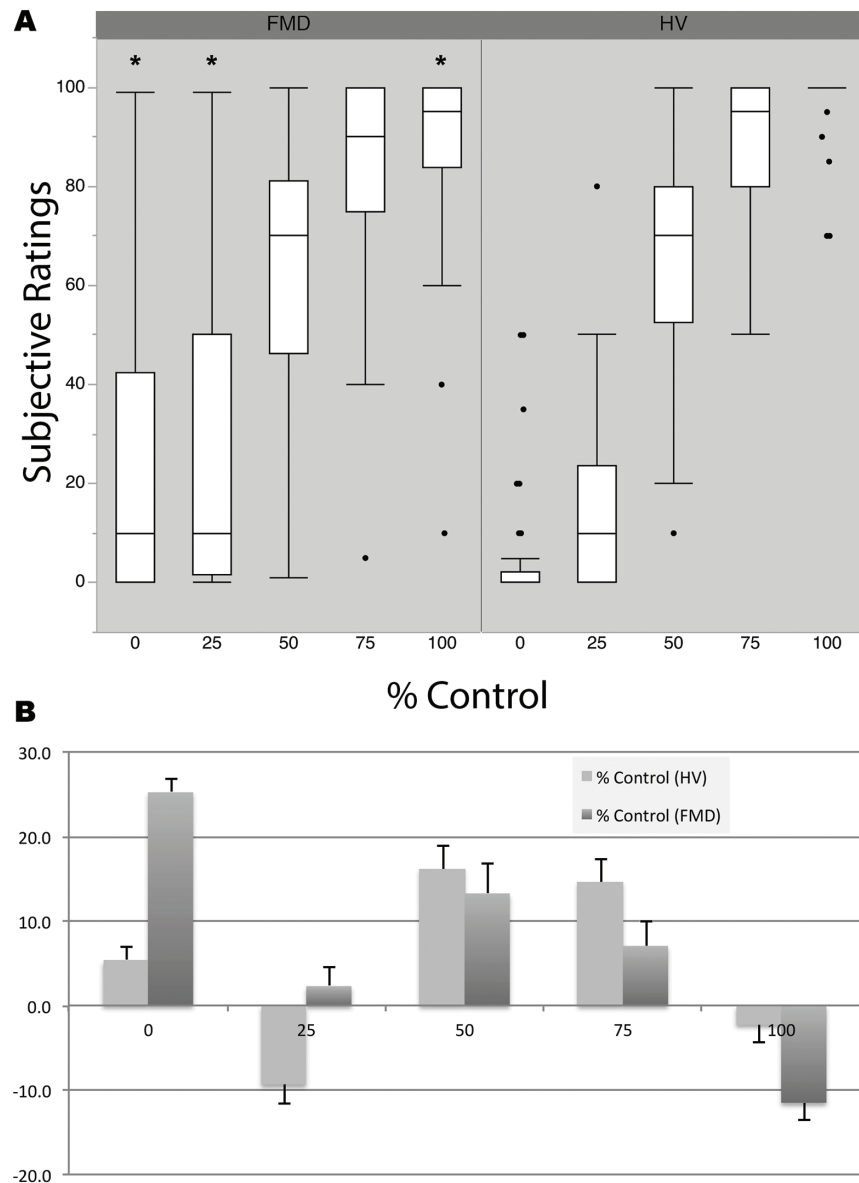 A
FMD HV
* * *
100
80
60
40
20
0
Subjective Ratings
0 25 50 75 100 0 25 50 75 100
% Control
B
30.0
20.0
10.0
0.0
-10.0
-20.0
% Control (HV)
% Control (FMD)
0 25 50 75 100